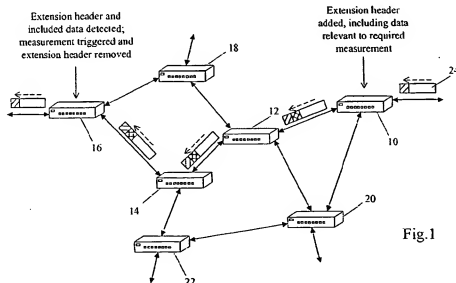 Extension header and
included data detected;
measurement triggered and
extension header removed
Extension header
added, including data
relevant to required
measurement
18
24
12
16
10
14
20
22
Fig.1